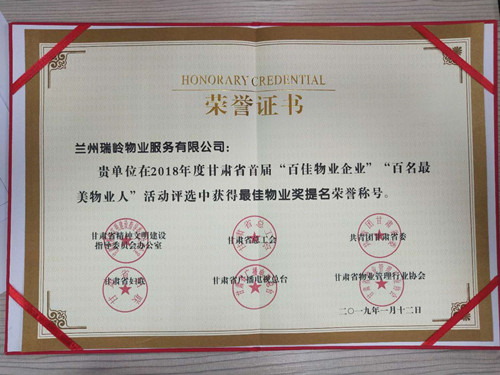 HONORARY CREDENTIAL
荣誉证书
兰州瑞岭物业服务有限公司：
贵单位在2018年度甘肃省首届“百佳物业企业”“百名最
美物业人”活动评选中获得最佳物业奖提名荣誉称号。
甘肃省精神文明建设
指导委员会办公室
甘肃省总工会
共青团甘肃省委
甘肃省妇联
甘肃省广播电视总台
甘肃省物业管理行业协会
二〇一九年一月十二日